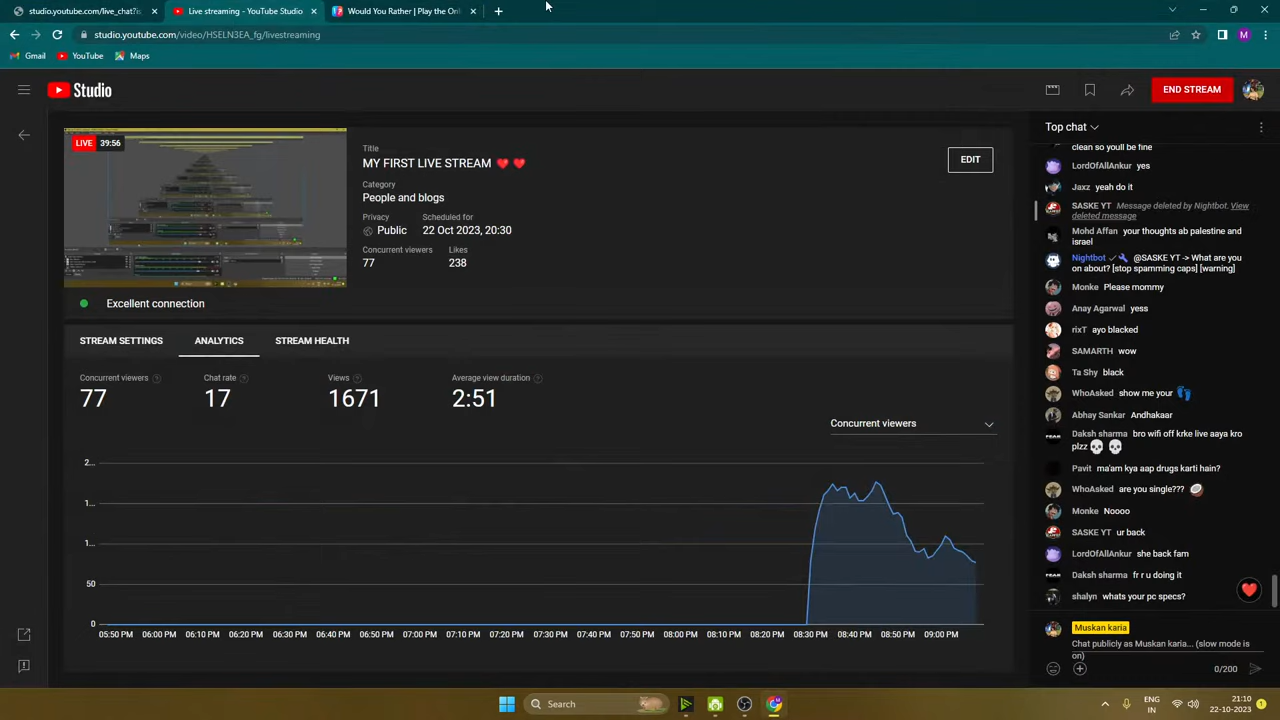 studio.youtube.com/live_chat?is
Live streaming - YouTube Studio
Would You Rather | Play the Onl
studio.youtube.com/video/HSELN3EA_fg/livestreaming
M
Gmail
YouTube
Maps
Studio
END STREAM
LIVE 39:56
Title
MY FIRST LIVE STREAM ❤️ ❤️
EDIT
Category
People and blogs
Privacy
Public
Scheduled for
22 Oct 2023, 20:30
Concurrent viewers
77
Likes
238
Excellent connection
STREAM SETTINGS
ANALYTICS
STREAM HEALTH
Concurrent viewers
77
Chat rate
17
Views
1671
Average view duration
2:51
Concurrent viewers
2...
1...
1...
50
0
05:50 PM 06:00 PM 06:10 PM 06:20 PM 06:30 PM 06:40 PM 06:50 PM 07:00 PM 07:10 PM 07:20 PM 07:30 PM 07:40 PM 07:50 PM 08:00 PM 08:10 PM 08:20 PM 08:30 PM 08:40 PM 08:50 PM 09:00 PM
Top chat
clean so youll be fine
LordOfAllAnkur yes
Jaxz yeah do it
SASKE YT Message deleted by Nightbot. View
deleted message
Mohd Affan your thoughts ab palestine and
israel
Nightbot @SASKE YT -> What are you
on about? [stop spamming caps] [warning]
Monke Please mommy
Anay Agarwal yess
rixT ayo blacked
SAMARTH wow
Ta Shy black
WhoAsked show me your 👣
Abhay Sankar Andhakaar
Daksh sharma bro wifi off krke live aaya kro
plzz 💀 💀
Pavit ma'am kya aap drugs karti hain?
WhoAsked are you single??? 🥥
Monke Noooo
SASKE YT ur back
LordOfAllAnkur she back fam
Daksh sharma fr r u doing it
shalyn whats your pc specs?
Muskan karia
Chat publicly as Muskan karia... (slow mode is
on)
0/200
Search
ENG
IN
21:10
22-10-2023